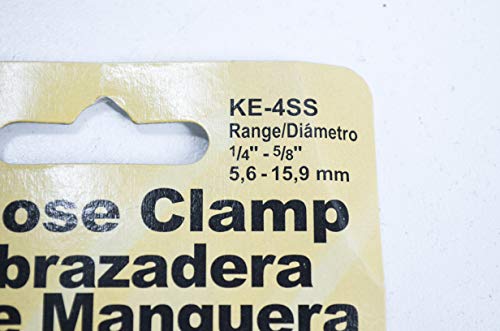 KE-4SS
Range/Diámetro
1/4" - 5/8"
5,6 - 15,9 mm
ose Clamp
brazadera
e Manguera